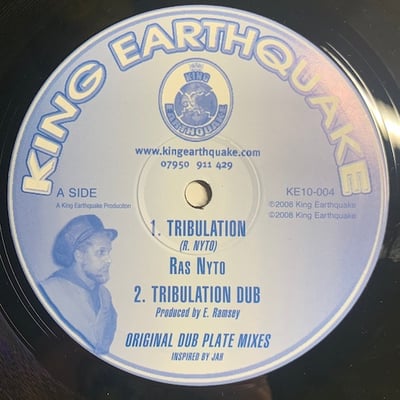 KING EARTHQUAKE
KING
EARTHQUAKE
www.kingearthquake.com
07950 911 429
A SIDE
A King Earthquake Production
KE10-004
©2008 King Earthquake
℗2008 King Earthquake
1. TRIBULATION
(R. NYTO)
RAS NYTO
2. TRIBULATION DUB
Produced by E. Ramsey
ORIGINAL DUB PLATE MIXES
INSPIRED BY JAH